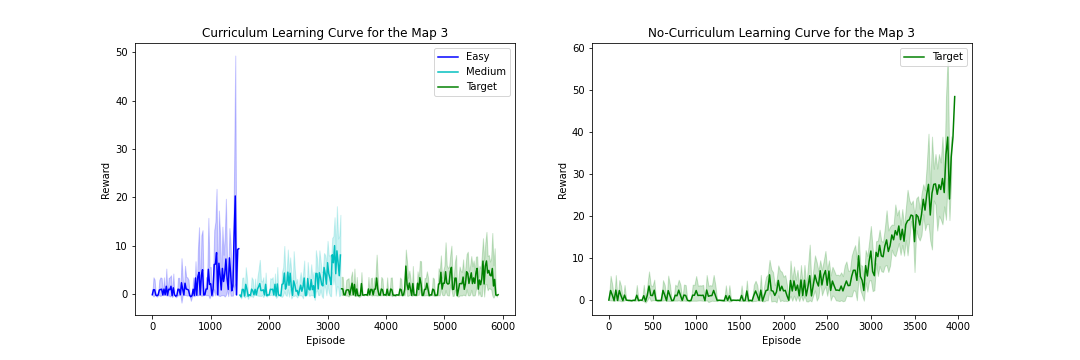 Curriculum Learning Curve for the Map 3
Reward
50
40
30
20
10
0
Easy
Medium
Target
0 1000 2000 3000 4000 5000 6000
Episode
No-Curriculum Learning Curve for the Map 3
Reward
60
50
40
30
20
10
0
Target
0 500 1000 1500 2000 2500 3000 3500 4000
Episode